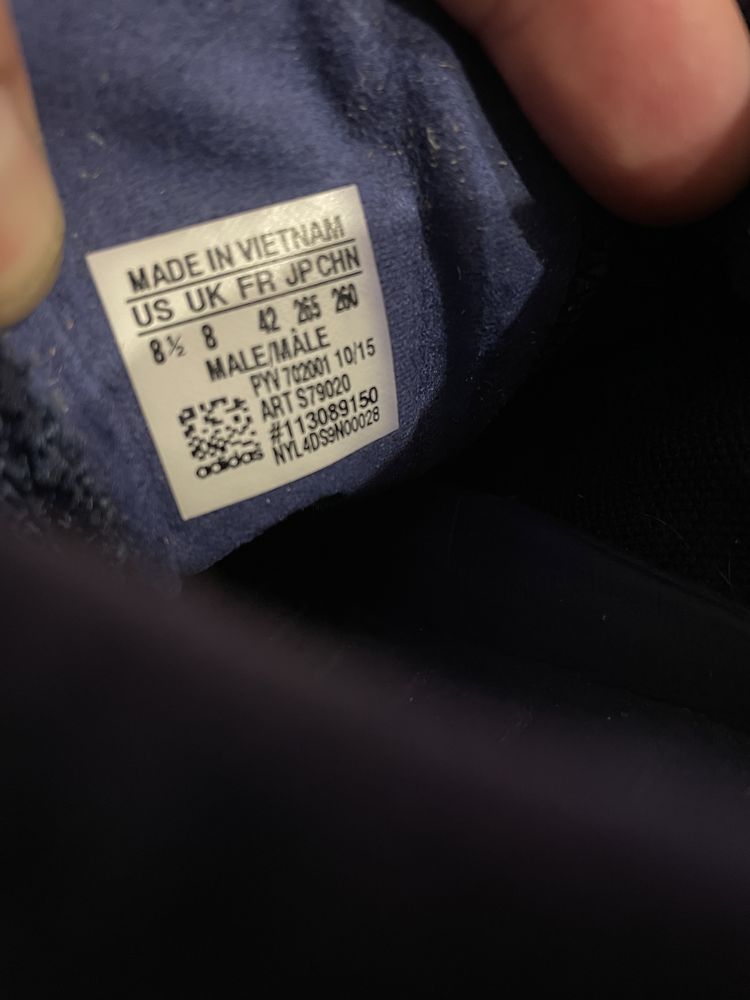 MADE IN VIETNAM
US UK FR JP CHN
8½ 8 42 265 260
MALE/MÂLE
PYV 702001 10/15
ART S79020
#113089150
NYL4DS9N00028
adidas